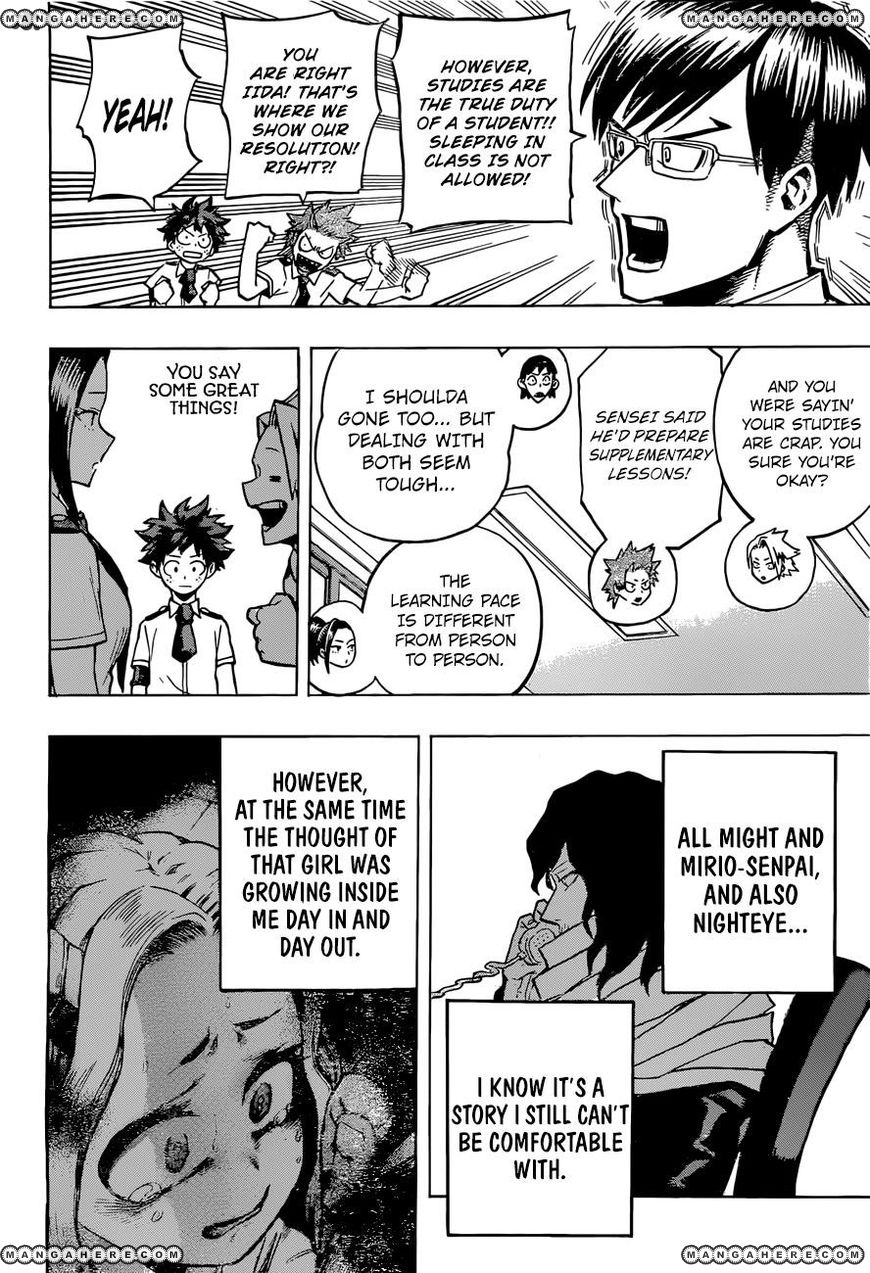 MANGAHERE.COM
MANGAHERE.COM
HOWEVER,
STUDIES ARE
THE TRUE DUTY
OF A STUDENT!!
SLEEPING IN
CLASS IS NOT
ALLOWED!
YOU
ARE RIGHT
IIDA! THAT'S
WHERE WE
SHOW OUR
RESOLUTION!
RIGHT?!
YEAH!
AND YOU
WERE SAYIN'
YOUR STUDIES
ARE CRAP. YOU
SURE YOU'RE
OKAY?
SENSEI SAID
HE'D PREPARE
SUPPLEMENTARY
LESSONS!
I SHOULDA
GONE TOO... BUT
DEALING WITH
BOTH SEEM
TOUGH...
THE
LEARNING PACE
IS DIFFERENT
FROM PERSON
TO PERSON.
YOU SAY
SOME GREAT
THINGS!
ALL MIGHT AND
MIRIO-SENPAI,
AND ALSO
NIGHTEYE...
I KNOW IT'S A
STORY I STILL CAN'T
BE COMFORTABLE
WITH.
HOWEVER,
AT THE SAME TIME
THE THOUGHT OF
THAT GIRL WAS
GROWING INSIDE
ME DAY IN AND
DAY OUT.
MANGAHERE.COM
MANGAHERE.COM